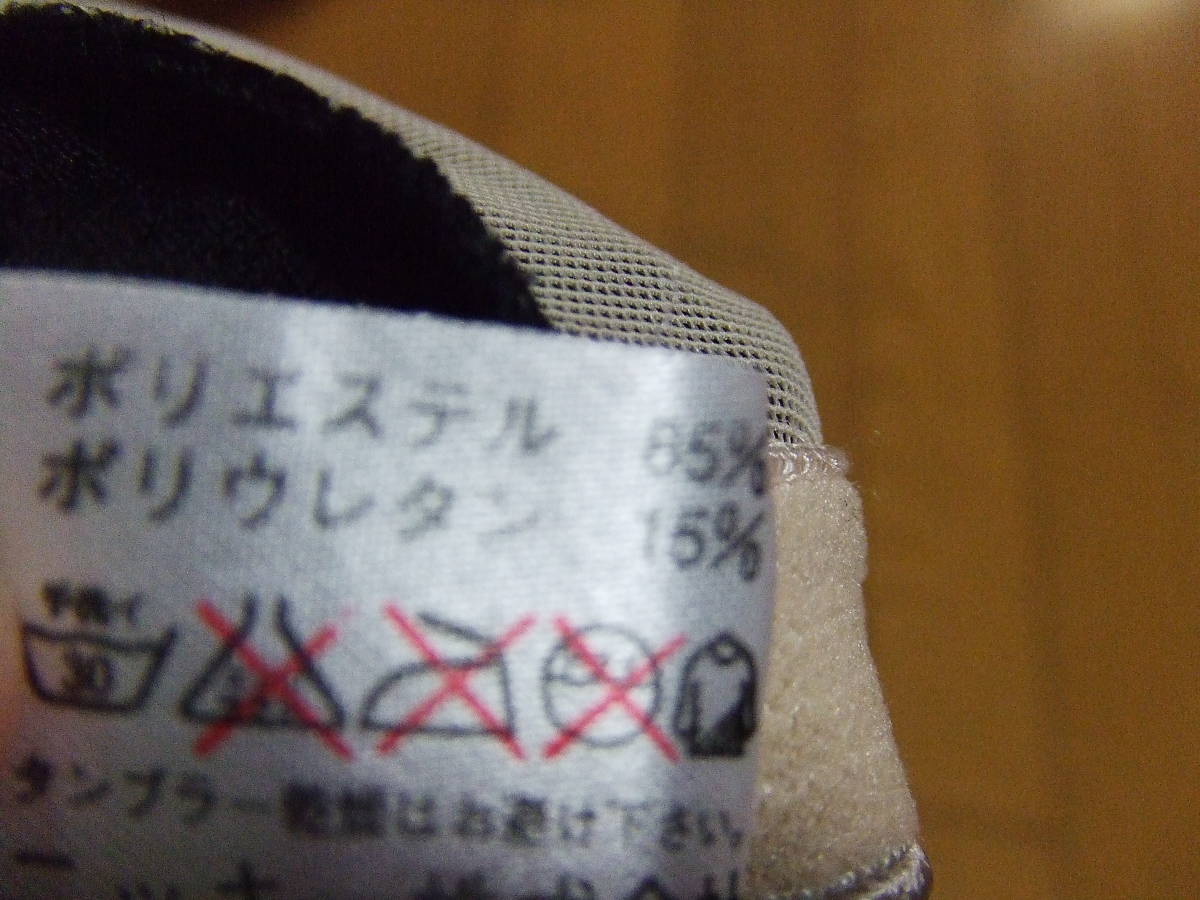 ポリエステル 85%
ポリウレタン 15%
手洗イ
30
タンブラー乾燥はお避け下さい。